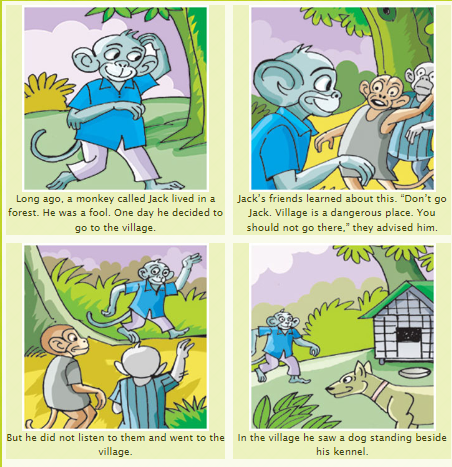 Long ago, a monkey called Jack lived in a
forest. He was a fool. One day he decided to
go to the village.
Jack's friends learned about this. "Don't go
Jack. Village is a dangerous place. You
should not go there," they advised him.
But he did not listen to them and went to the
village.
In the village he saw a dog standing beside
his kennel.